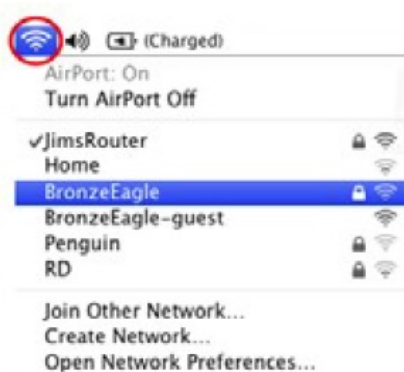 (Charged)
AirPort: On
Turn AirPort Off
JimsRouter
Home
BronzeEagle
BronzeEagle-guest
Penguin
RD
Join Other Network...
Create Network...
Open Network Preferences...